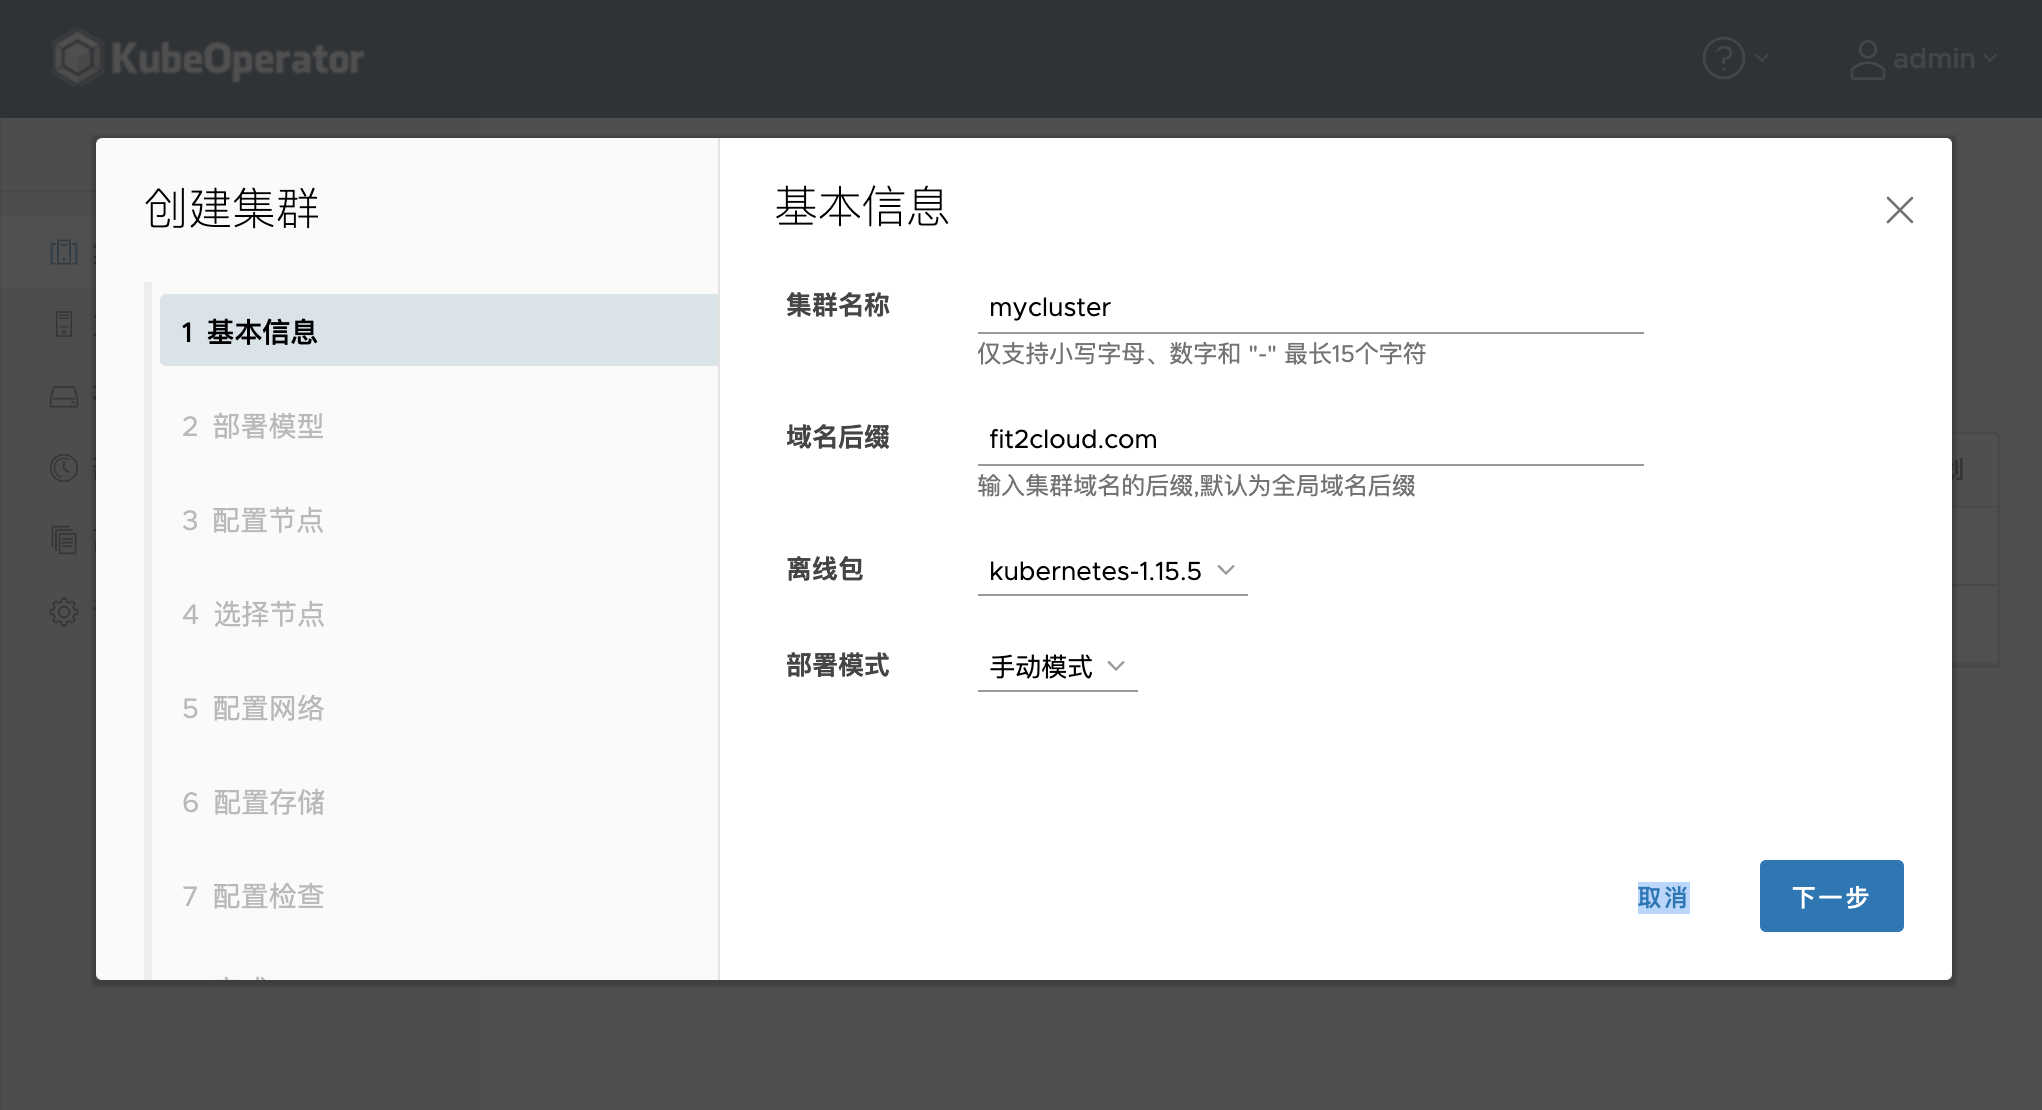 KubeOperator
admin
创建集群
1 基本信息
2 部署模型
3 配置节点
4 选择节点
5 配置网络
6 配置存储
7 配置检查
基本信息
集群名称
mycluster
仅支持小写字母、数字和 "-" 最长15个字符
域名后缀
fit2cloud.com
输入集群域名的后缀,默认为全局域名后缀
离线包
kubernetes-1.15.5
部署模式
手动模式
取消
下一步